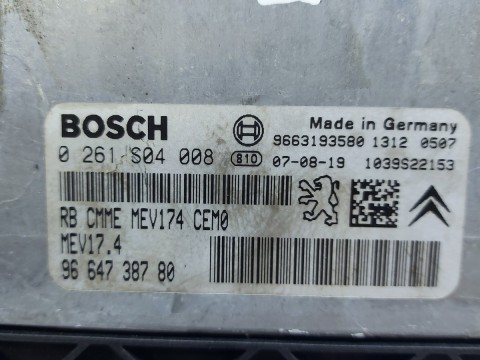 BOSCH
Made in Germany
9663193580 1312 0507
0 261 S04 008 810 07-08-19 1039S22153
RB CMME MEV174 CEM0
MEV17.4
96 647 387 80